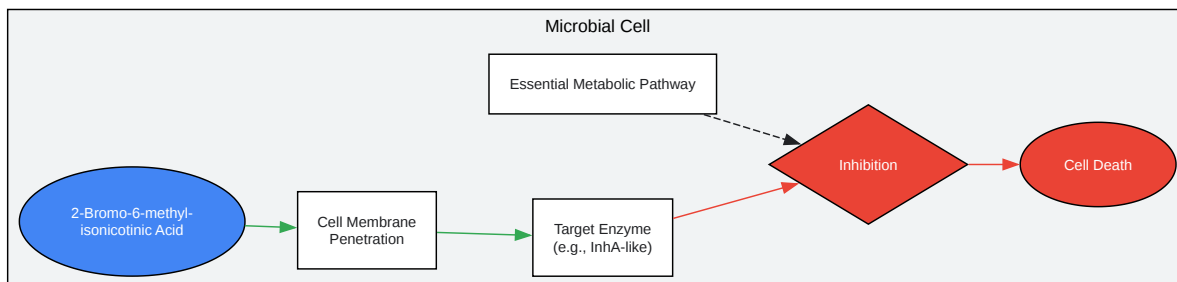 Microbial Cell
Essential Metabolic Pathway
Inhibition
Cell Death
2-Bromo-6-methyl-
isonicotinic Acid
Cell Membrane
Penetration
Target Enzyme
(e.g., InhA-like)